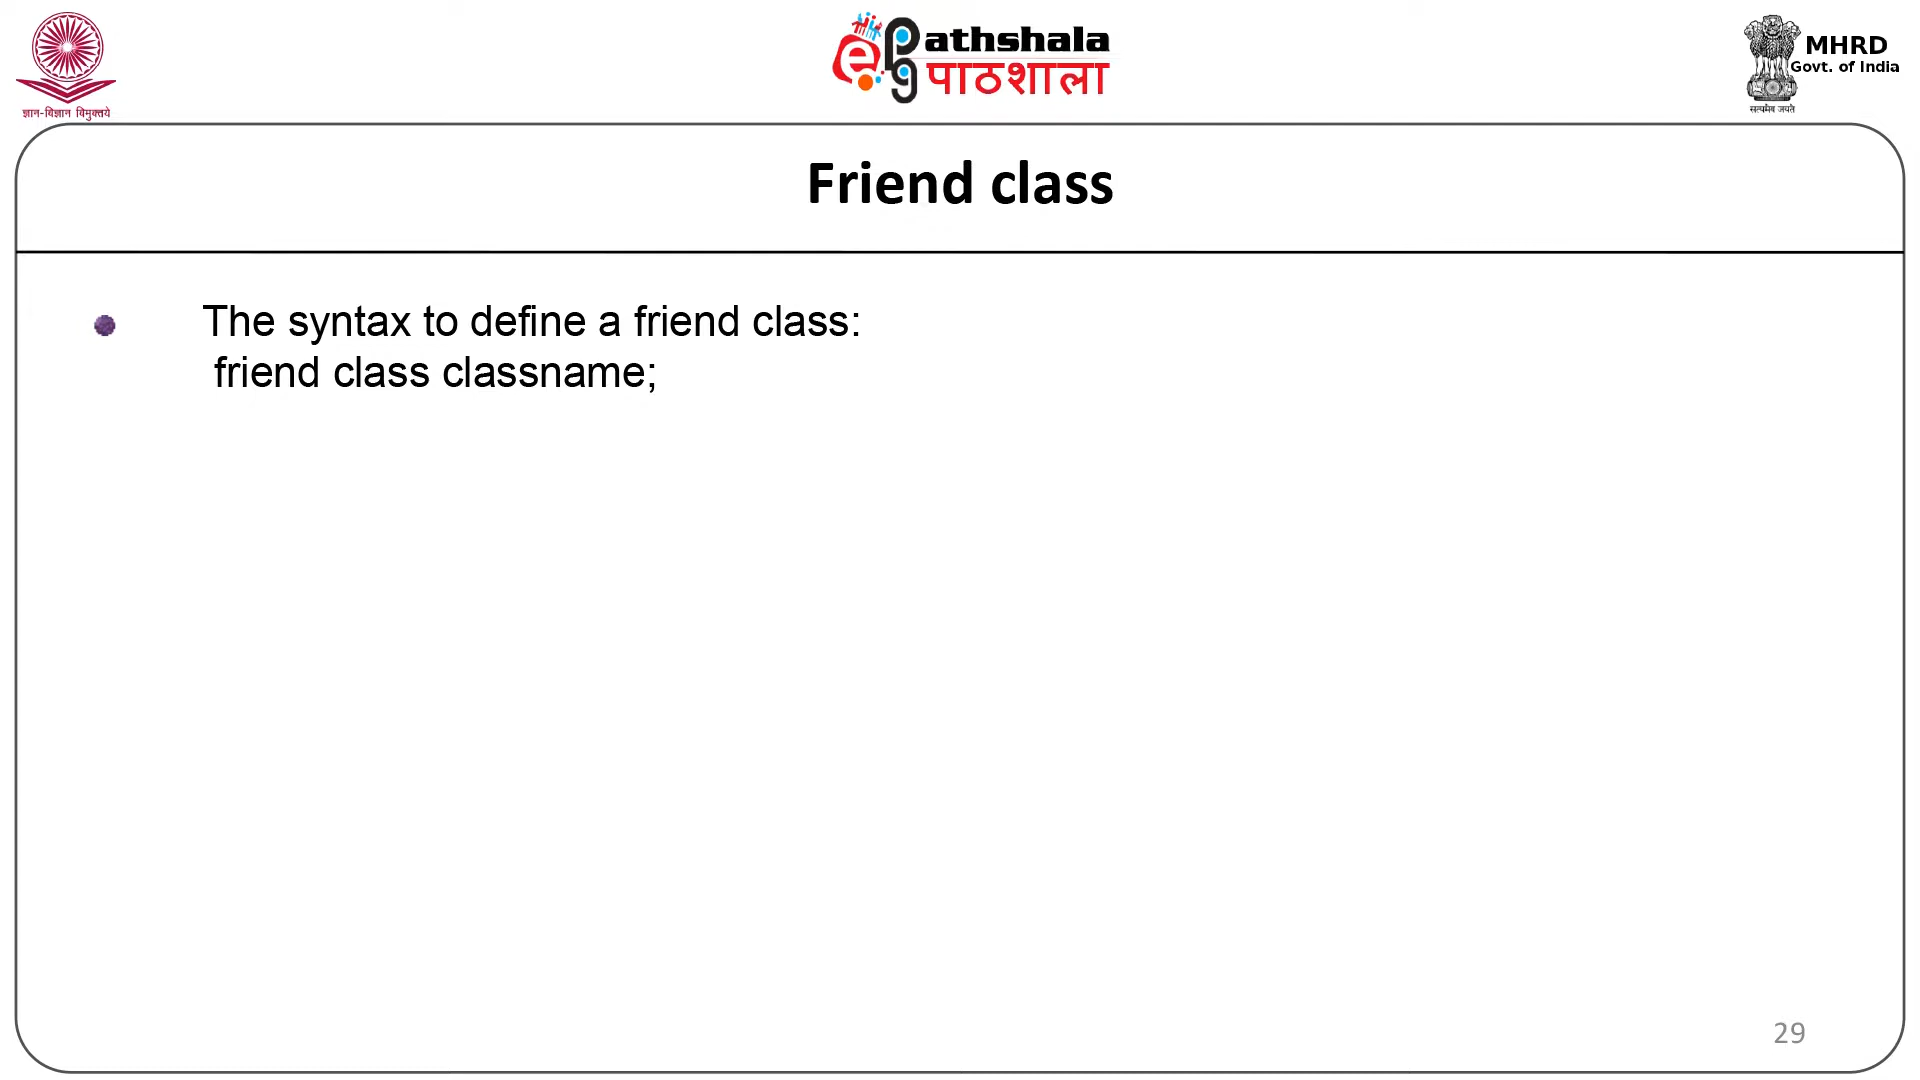 ज्ञान-विज्ञान विमुक्तये
ePathshala
पाठशाला
MHRD
Govt. of India
सत्यमेव जयते
Friend class
The syntax to define a friend class:
friend class classname;
29